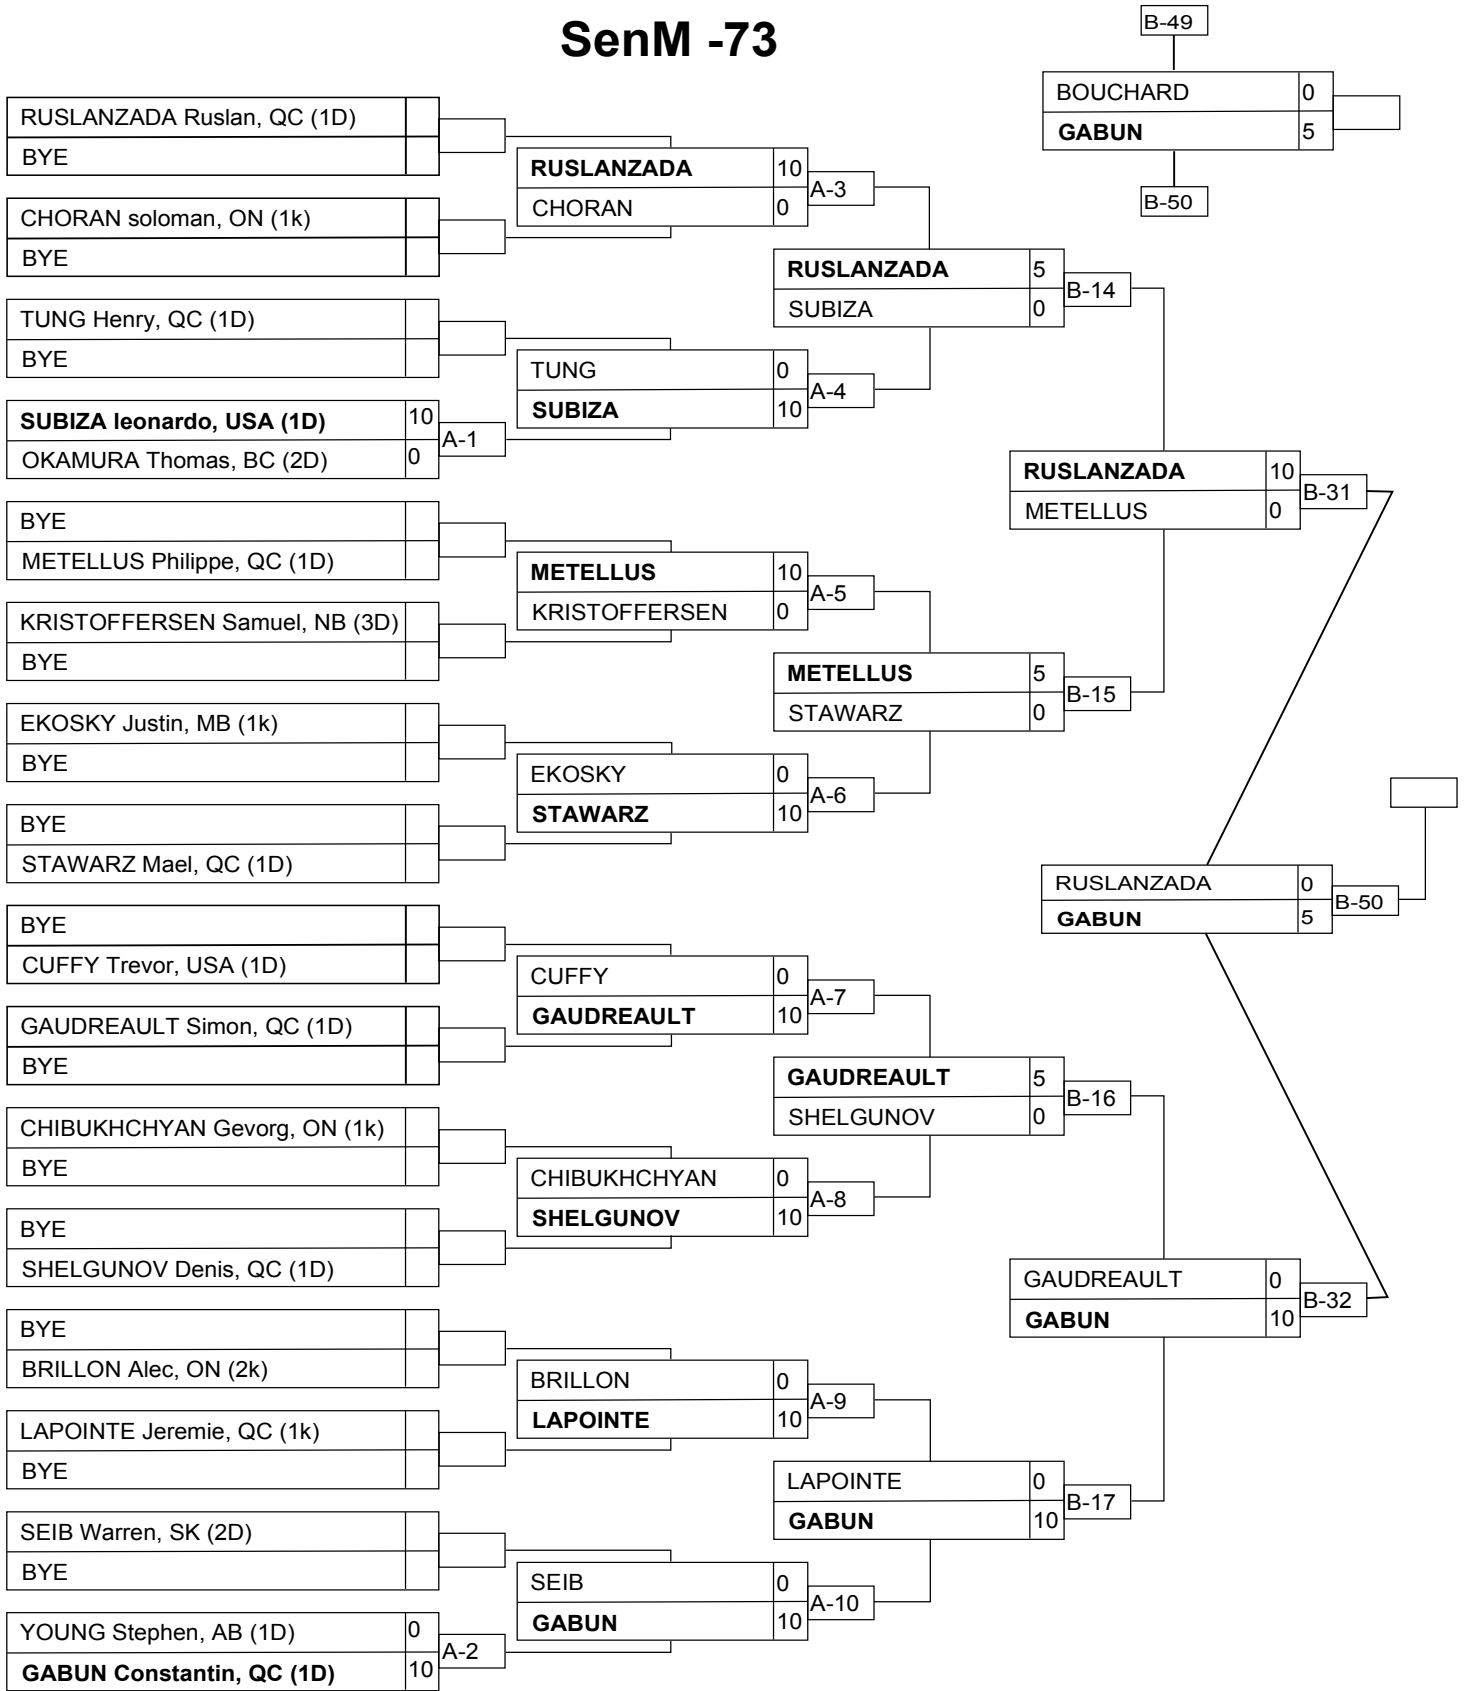 SenM -73
B-49
BOUCHARD 0
GABUN 5
B-50
RUSLANZADA Ruslan, QC (1D)
BYE
CHORAN soloman, ON (1k)
BYE
TUNG Henry, QC (1D)
BYE
SUBIZA leonardo, USA (1D) 10
OKAMURA Thomas, BC (2D) 0
A-1
BYE
METELLUS Philippe, QC (1D)
KRISTOFFERSEN Samuel, NB (3D)
BYE
EKOSKY Justin, MB (1k)
BYE
BYE
STAWARZ Mael, QC (1D)
BYE
CUFFY Trevor, USA (1D)
GAUDREAULT Simon, QC (1D)
BYE
CHIBUKHCHYAN Gevorg, ON (1k)
BYE
BYE
SHELGUNOV Denis, QC (1D)
BYE
BRILLON Alec, ON (2k)
LAPOINTE Jeremie, QC (1k)
BYE
SEIB Warren, SK (2D)
BYE
YOUNG Stephen, AB (1D) 0
GABUN Constantin, QC (1D) 10
A-2
RUSLANZADA 10
CHORAN 0
A-3
TUNG 0
SUBIZA 10
A-4
METELLUS 10
KRISTOFFERSEN 0
A-5
EKOSKY 0
STAWARZ 10
A-6
CUFFY 0
GAUDREAULT 10
A-7
CHIBUKHCHYAN 0
SHELGUNOV 10
A-8
BRILLON 0
LAPOINTE 10
A-9
SEIB 0
GABUN 10
A-10
RUSLANZADA 5
SUBIZA 0
B-14
METELLUS 5
STAWARZ 0
B-15
GAUDREAULT 5
SHELGUNOV 0
B-16
LAPOINTE 0
GABUN 10
B-17
RUSLANZADA 10
METELLUS 0
B-31
GAUDREAULT 0
GABUN 10
B-32
RUSLANZADA 0
GABUN 5
B-50